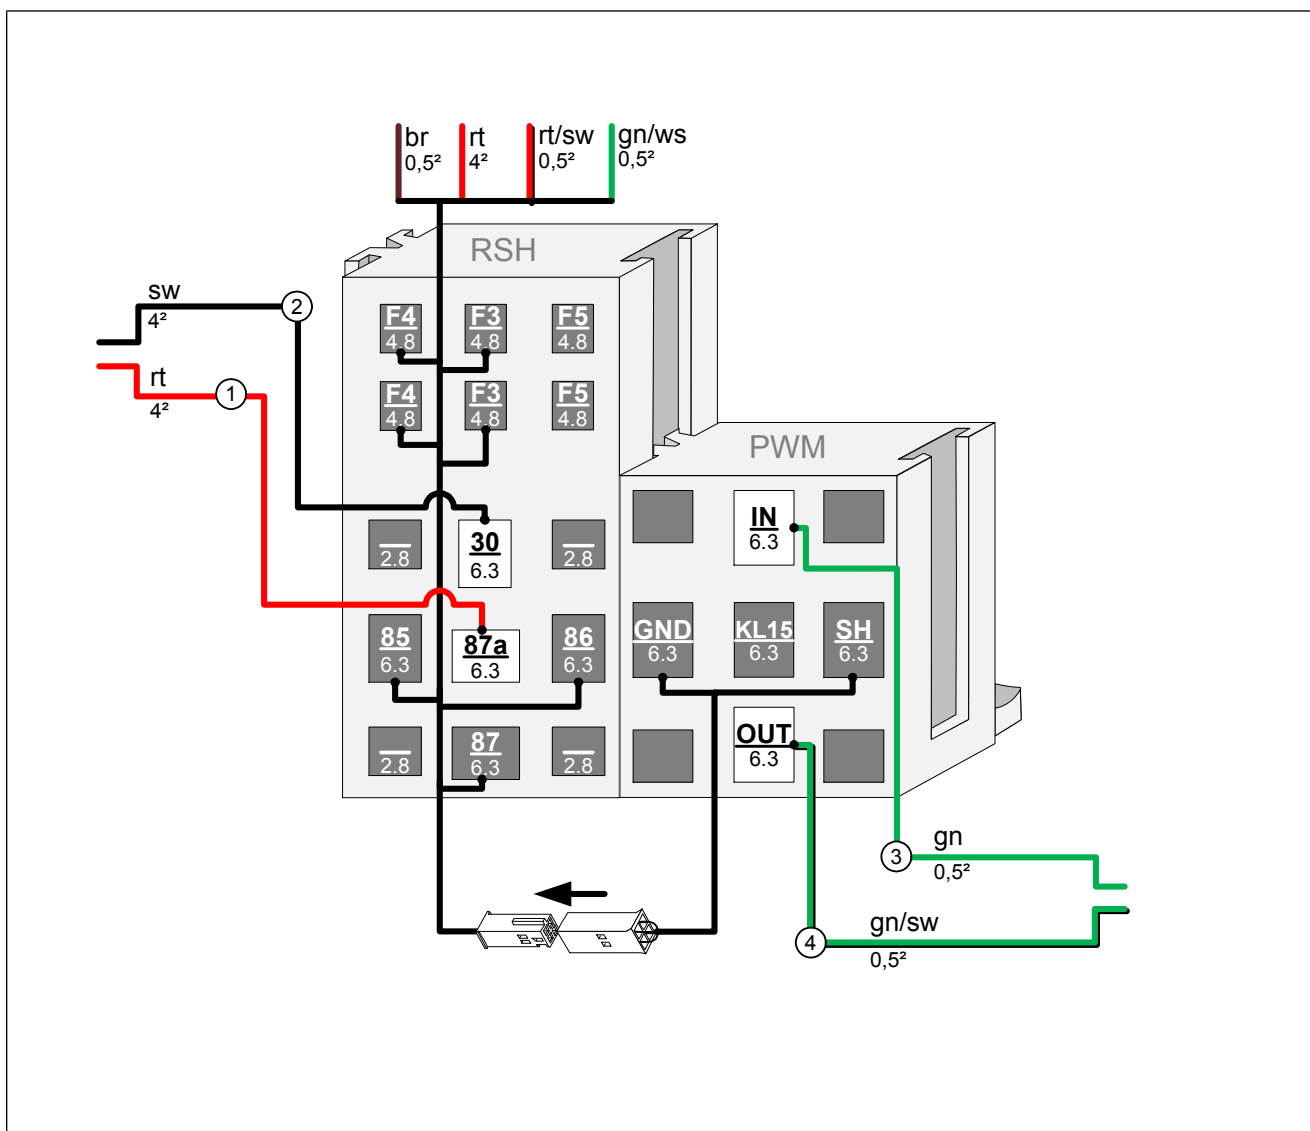 br
0,5²
rt
4²
rt/sw
0,5²
gn/ws
0,5²
RSH
sw
4²
2
F4
4.8
F3
4.8
F5
4.8
rt
4²
1
F4
4.8
F3
4.8
F5
4.8
PWM
2.8
30
6.3
2.8
IN
6.3
85
6.3
87a
6.3
86
6.3
GND
6.3
KL15
6.3
SH
6.3
2.8
87
6.3
2.8
OUT
6.3
3
gn
0,5²
4
gn/sw
0,5²